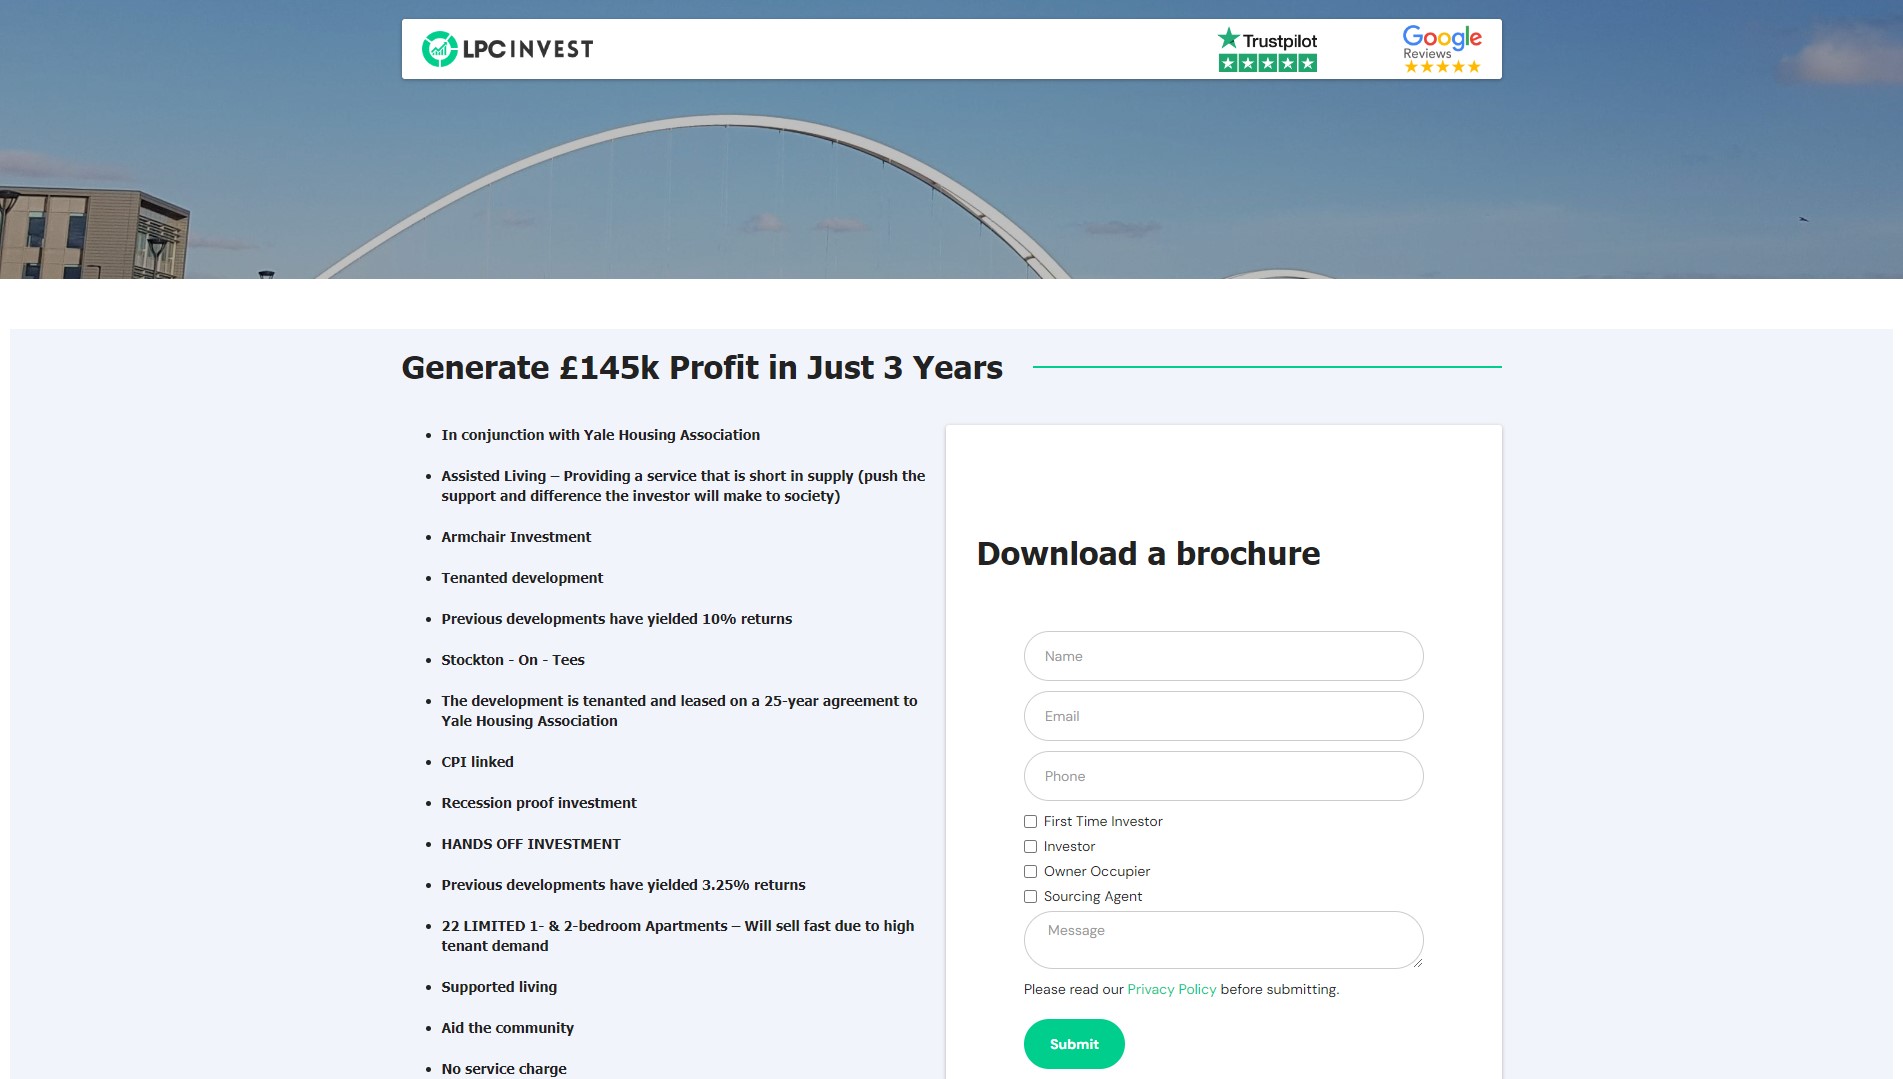 LPCINVEST
Trustpilot
Google
Reviews
Generate £145k Profit in Just 3 Years
In conjunction with Yale Housing Association
Assisted Living – Providing a service that is short in supply (push the
support and difference the investor will make to society)
Armchair Investment
Tenanted development
Previous developments have yielded 10% returns
Stockton - On - Tees
The development is tenanted and leased on a 25-year agreement to
Yale Housing Association
CPI linked
Recession proof investment
HANDS OFF INVESTMENT
Previous developments have yielded 3.25% returns
22 LIMITED 1- & 2-bedroom Apartments – Will sell fast due to high
tenant demand
Supported living
Aid the community
No service charge
Download a brochure
Name
Email
Phone
First Time Investor
Investor
Owner Occupier
Sourcing Agent
Message
Please read our Privacy Policy before submitting.
Submit